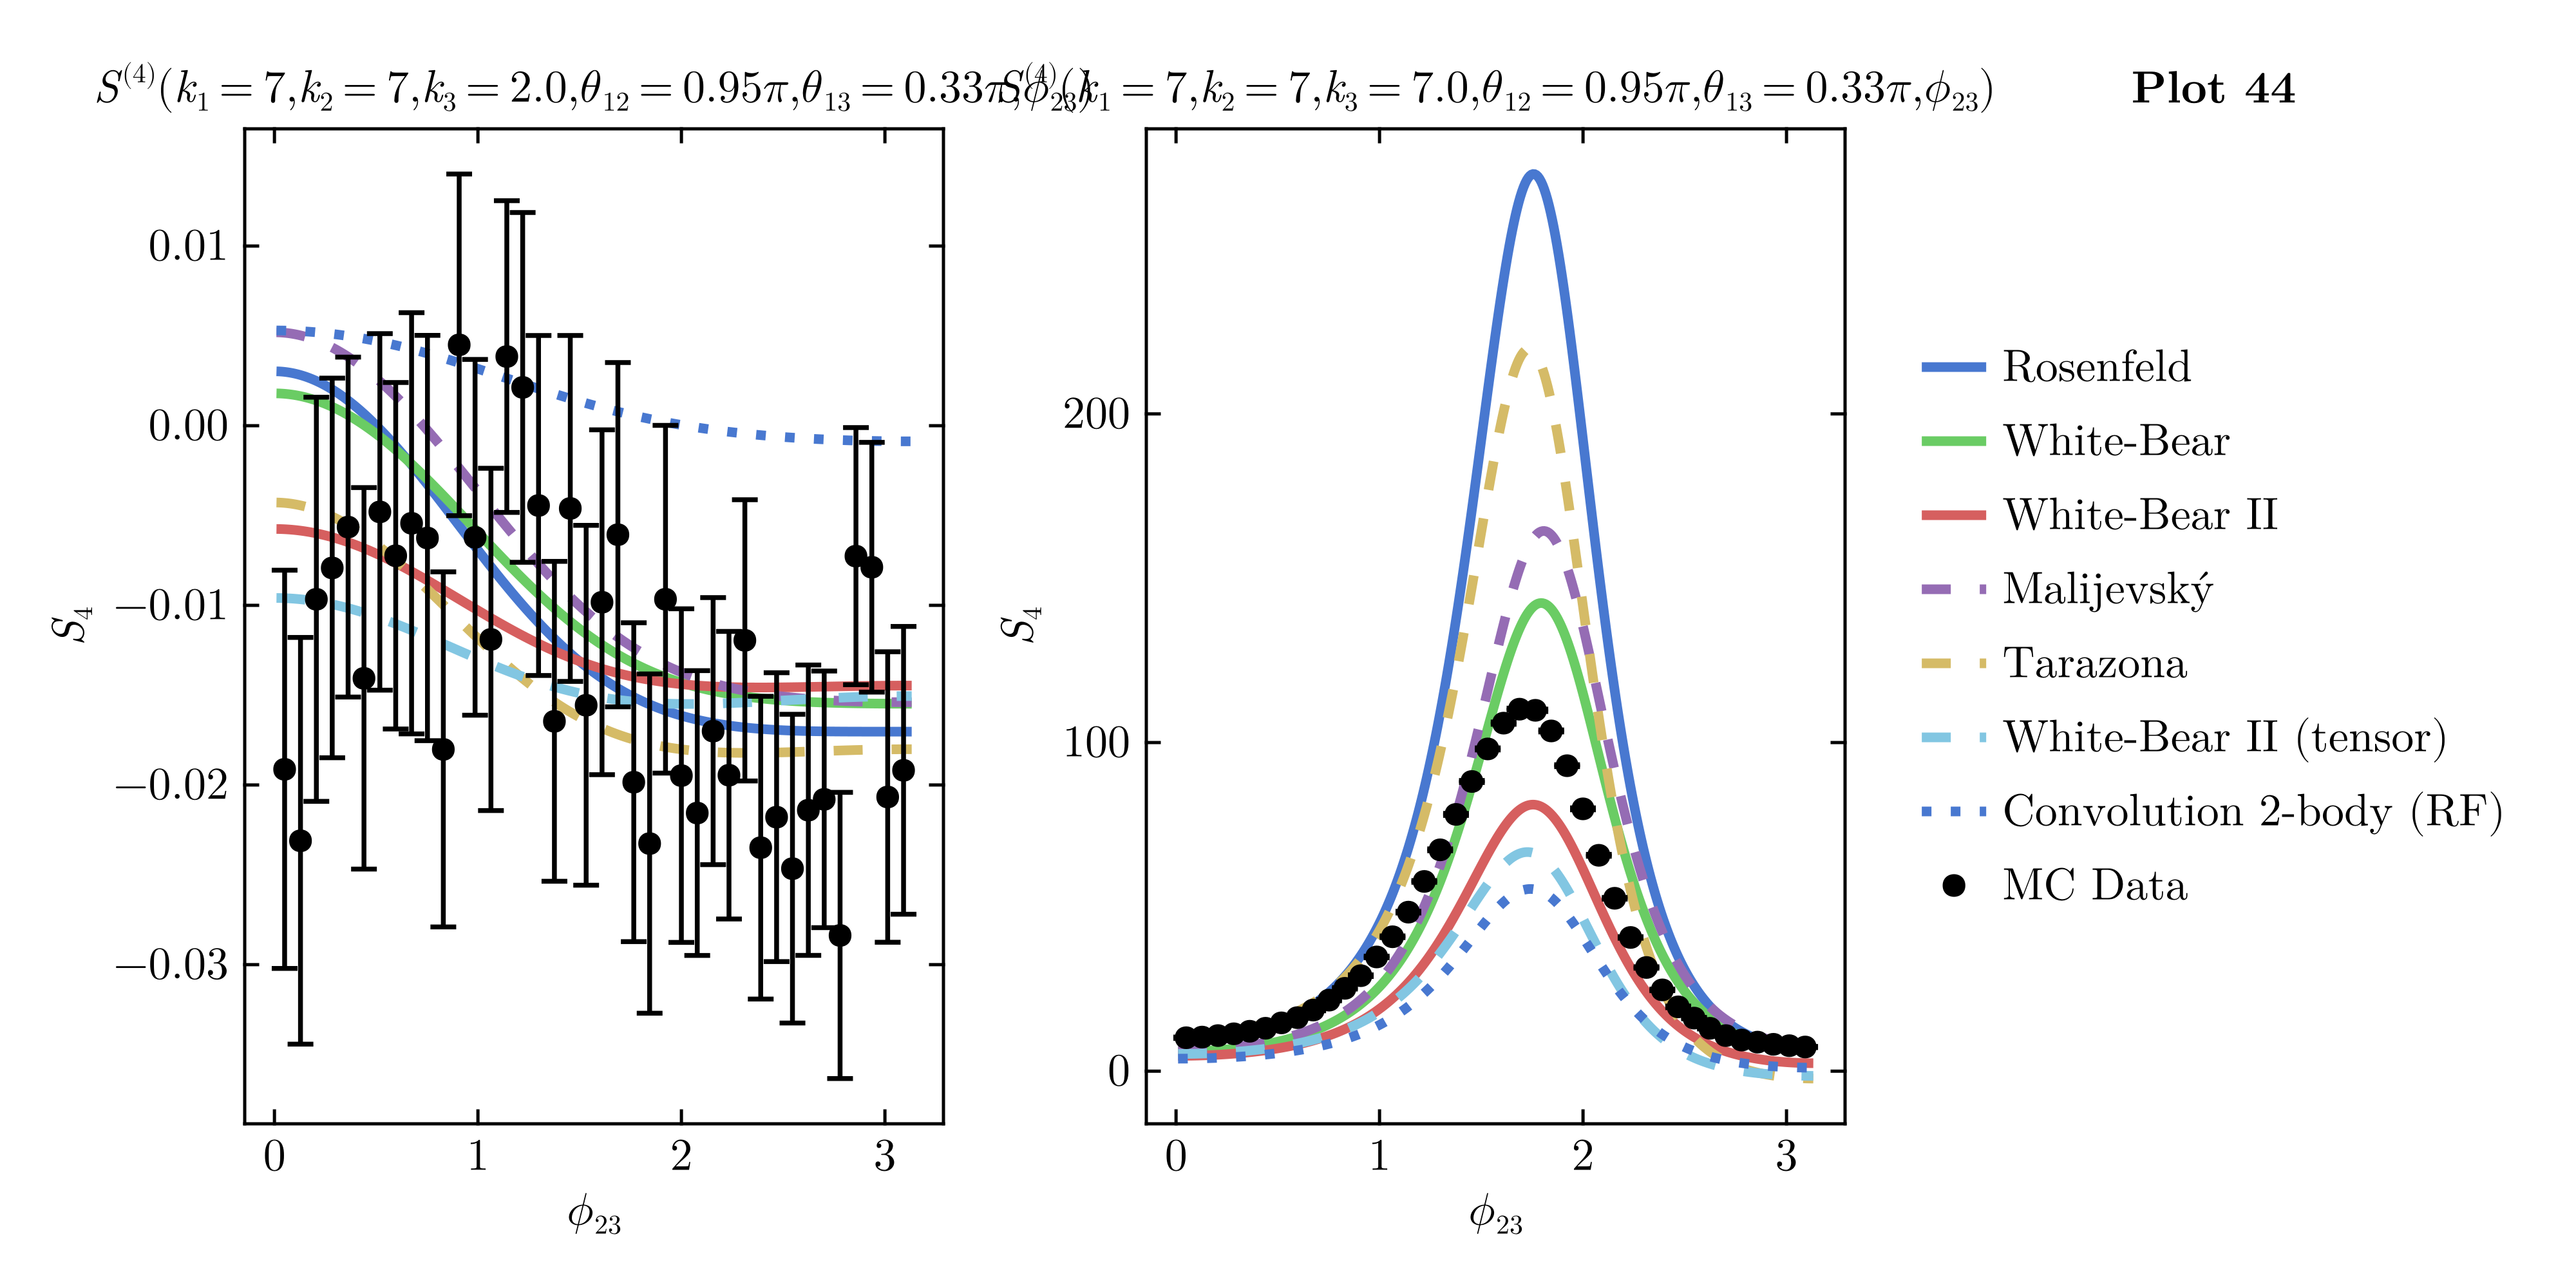 S^(4)(k_1 = 7,k_2 = 7,k_3 = 2.0,θ_12 = 0.95π,θ_13 = 0.33π,ϕ_23)
S^(4)(k_1 = 7,k_2 = 7,k_3 = 7.0,θ_12 = 0.95π,θ_13 = 0.33π,ϕ_23)
Plot 44
0.01
0.00
−0.01
−0.02
−0.03
S_4
0 1 2 3
ϕ_23
200
100
0
S_4
0 1 2 3
ϕ_23
Rosenfeld
White-Bear
White-Bear II
Malijevský
Tarazona
White-Bear II (tensor)
Convolution 2-body (RF)
MC Data